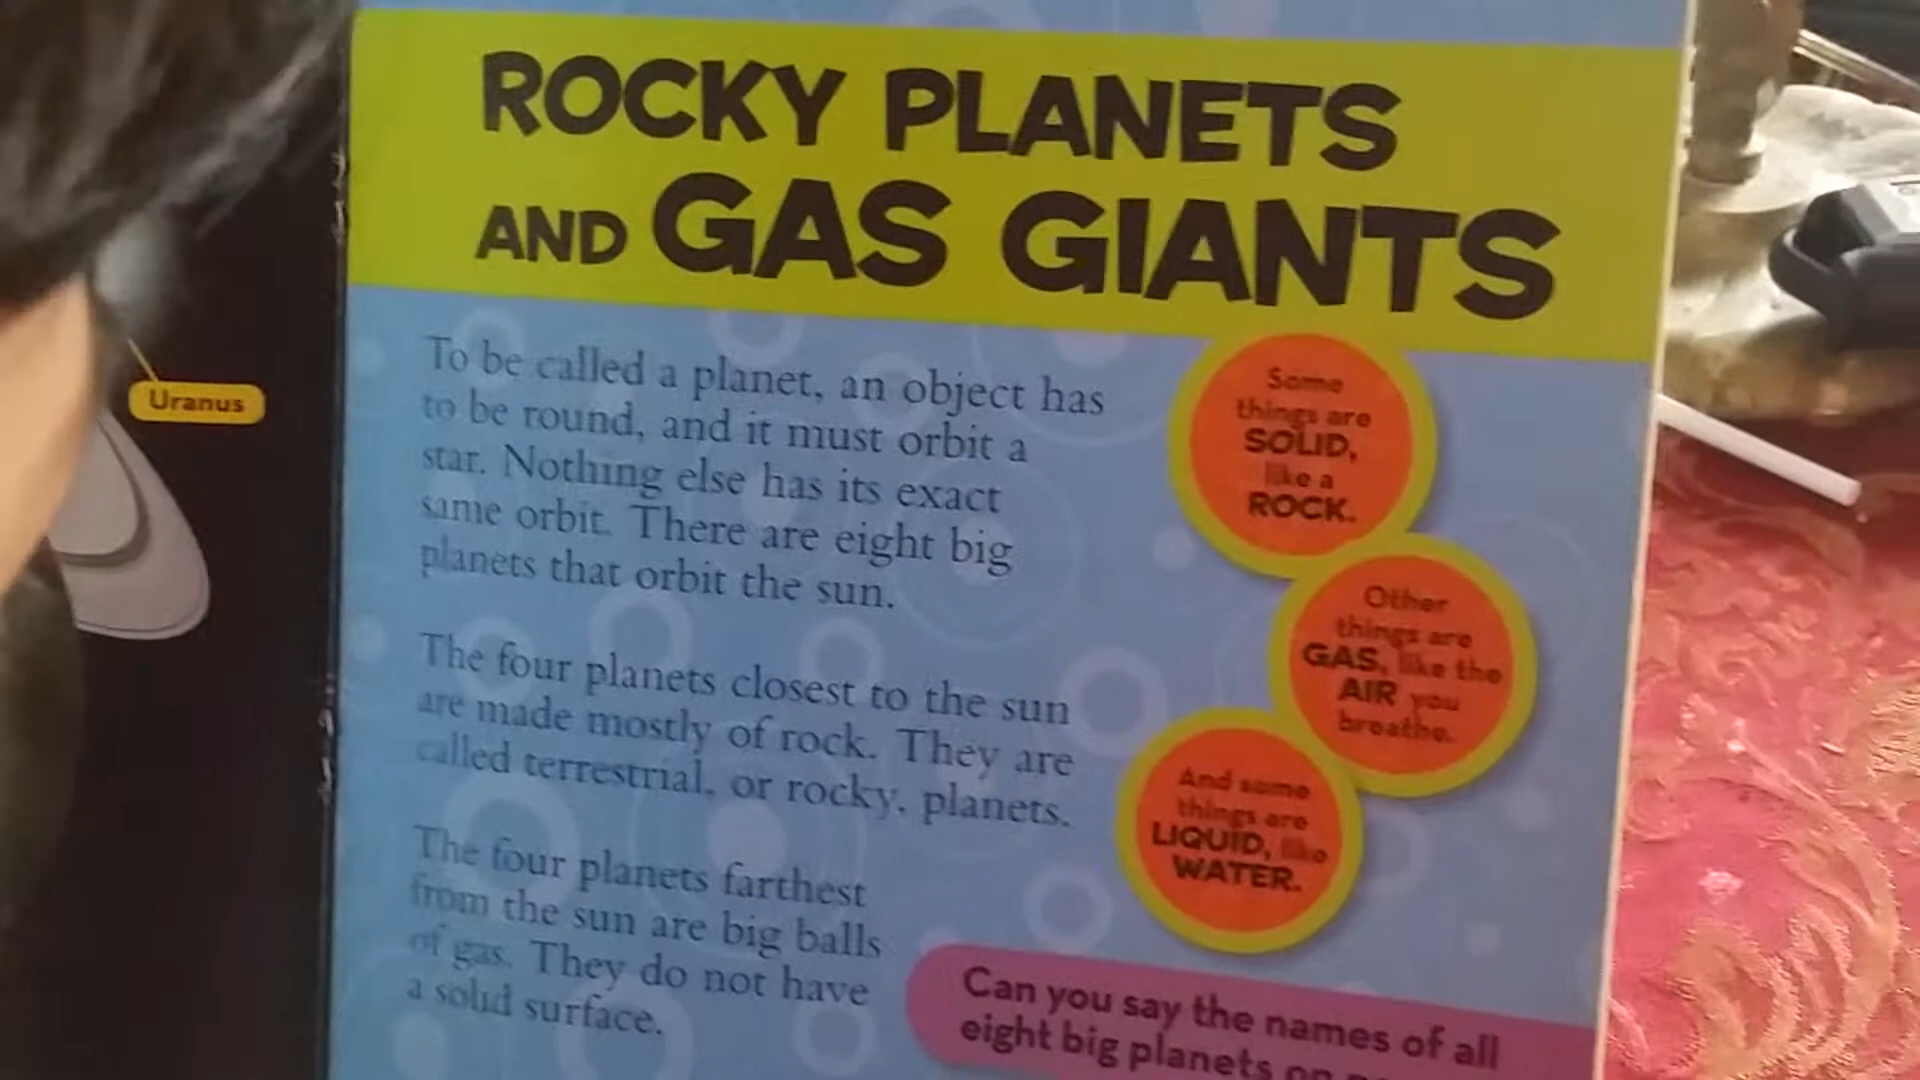 ROCKY PLANETS
AND GAS GIANTS
Uranus
To be called a planet, an object has
to be round, and it must orbit a
star. Nothing else has its exact
same orbit. There are eight big
planets that orbit the sun.
The four planets closest to the sun
are made mostly of rock. They are
called terrestrial, or rocky, planets.
The four planets farthest
from the sun are big balls
of gas. They do not have
a solid surface.
Some
things are
SOLID,
like a
ROCK.
Other
things are
GAS, like the
AIR you
breathe.
And some
things are
LIQUID, like
WATER.
Can you say the names of all
eight big planets on